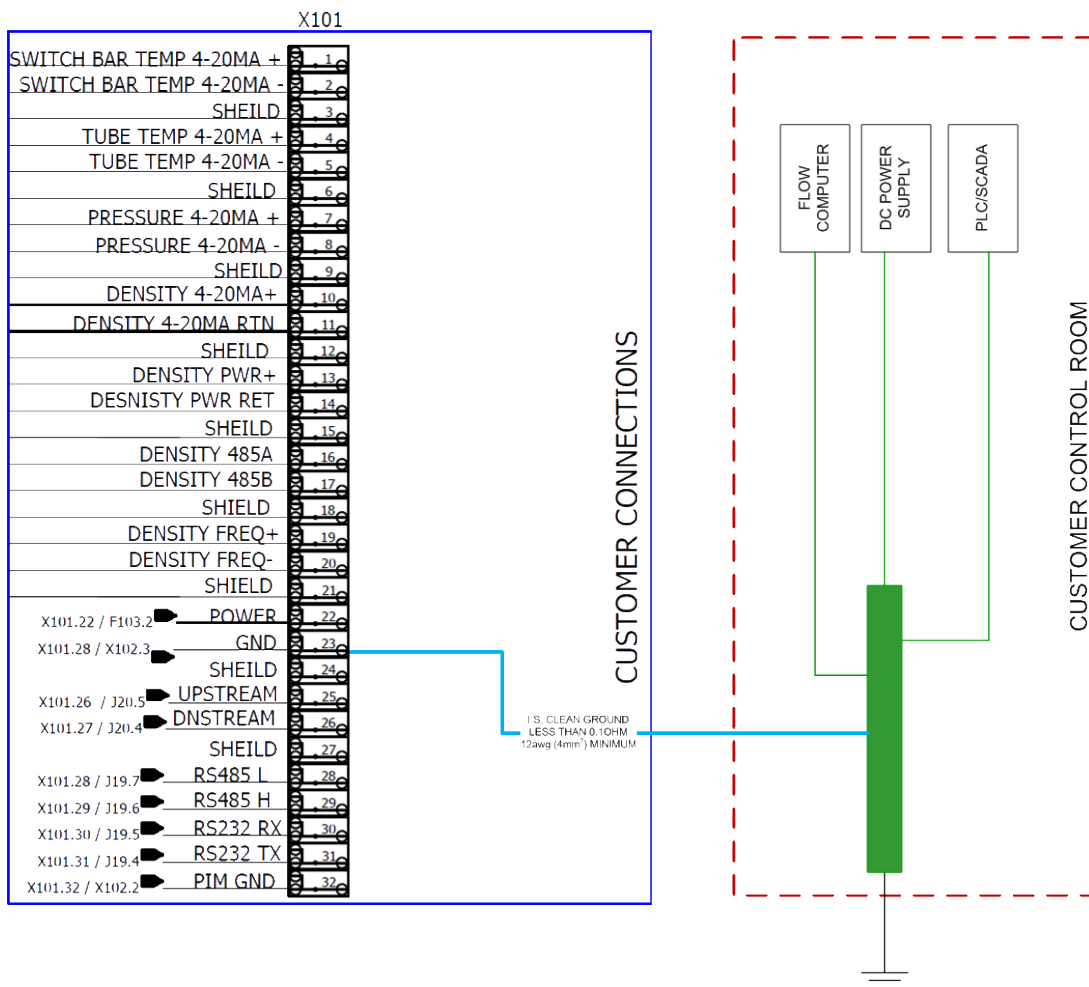 X101
SWITCH BAR TEMP 4-20MA + 1
SWITCH BAR TEMP 4-20MA - 2
SHEILD 3
TUBE TEMP 4-20MA + 4
TUBE TEMP 4-20MA - 5
SHEILD 6
PRESSURE 4-20MA + 7
PRESSURE 4-20MA - 8
SHEILD 9
DENSITY 4-20MA+ 10
DENSITY 4-20MA RTN 11
SHEILD 12
DENSITY PWR+ 13
DESNISTY PWR RET 14
SHEILD 15
DENSITY 485A 16
DENSITY 485B 17
SHIELD 18
DENSITY FREQ+ 19
DENSITY FREQ- 20
SHIELD 21
X101.22 / F103.2 POWER 22
X101.28 / X102.3 GND 23
SHEILD 24
X101.26 / J20.5 UPSTREAM 25
X101.27 / J20.4 DNSTREAM 26
SHEILD 27
X101.28 / J19.7 RS485 L 28
X101.29 / J19.6 RS485 H 29
X101.30 / J19.5 RS232 RX 30
X101.31 / J19.4 RS232 TX 31
X101.32 / X102.2 PIM GND 32
CUSTOMER CONNECTIONS
I.S. CLEAN GROUND
LESS THAN 0.1OHM
12awg (4mm²) MINIMUM
FLOW
COMPUTER
DC POWER
SUPPLY
PLC/SCADA
CUSTOMER CONTROL ROOM